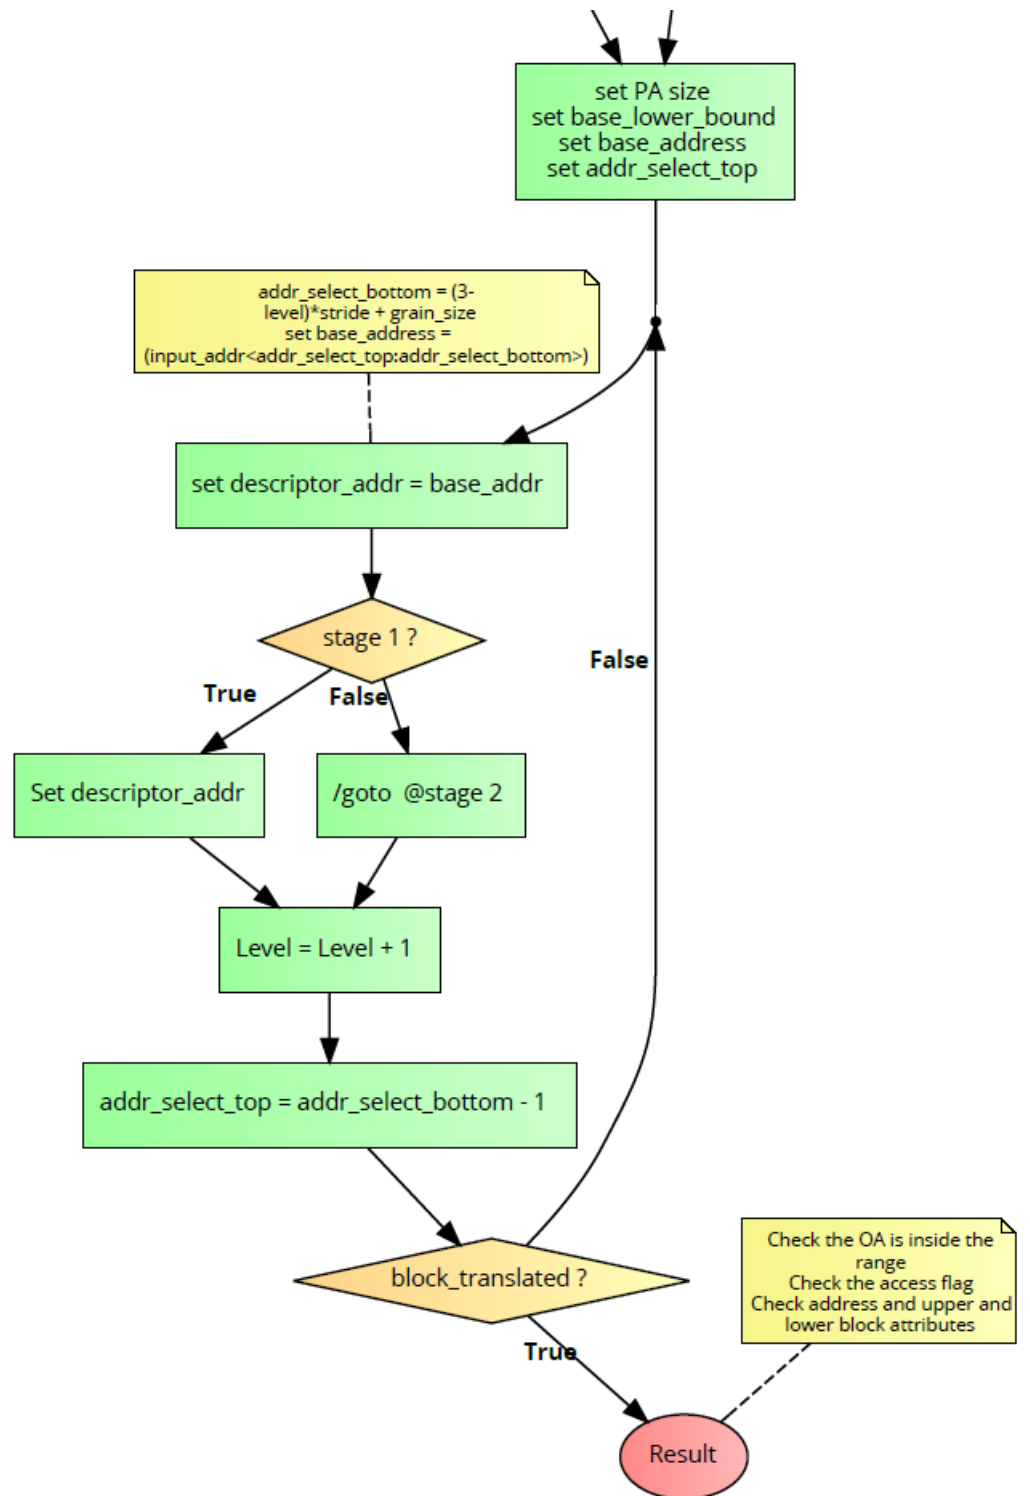 set PA size
set base_lower_bound
set base_address
set addr_select_top
addr_select_bottom = (3-
level)*stride + grain_size
set base_address =
(input_addr<addr_select_top:addr_select_bottom>)
set descriptor_addr = base_addr
stage 1 ?
False
True
False
Set descriptor_addr
/goto @stage 2
Level = Level + 1
addr_select_top = addr_select_bottom - 1
block_translated ?
Check the OA is inside the
range
Check the access flag
Check address and upper and
lower block attributes
True
Result